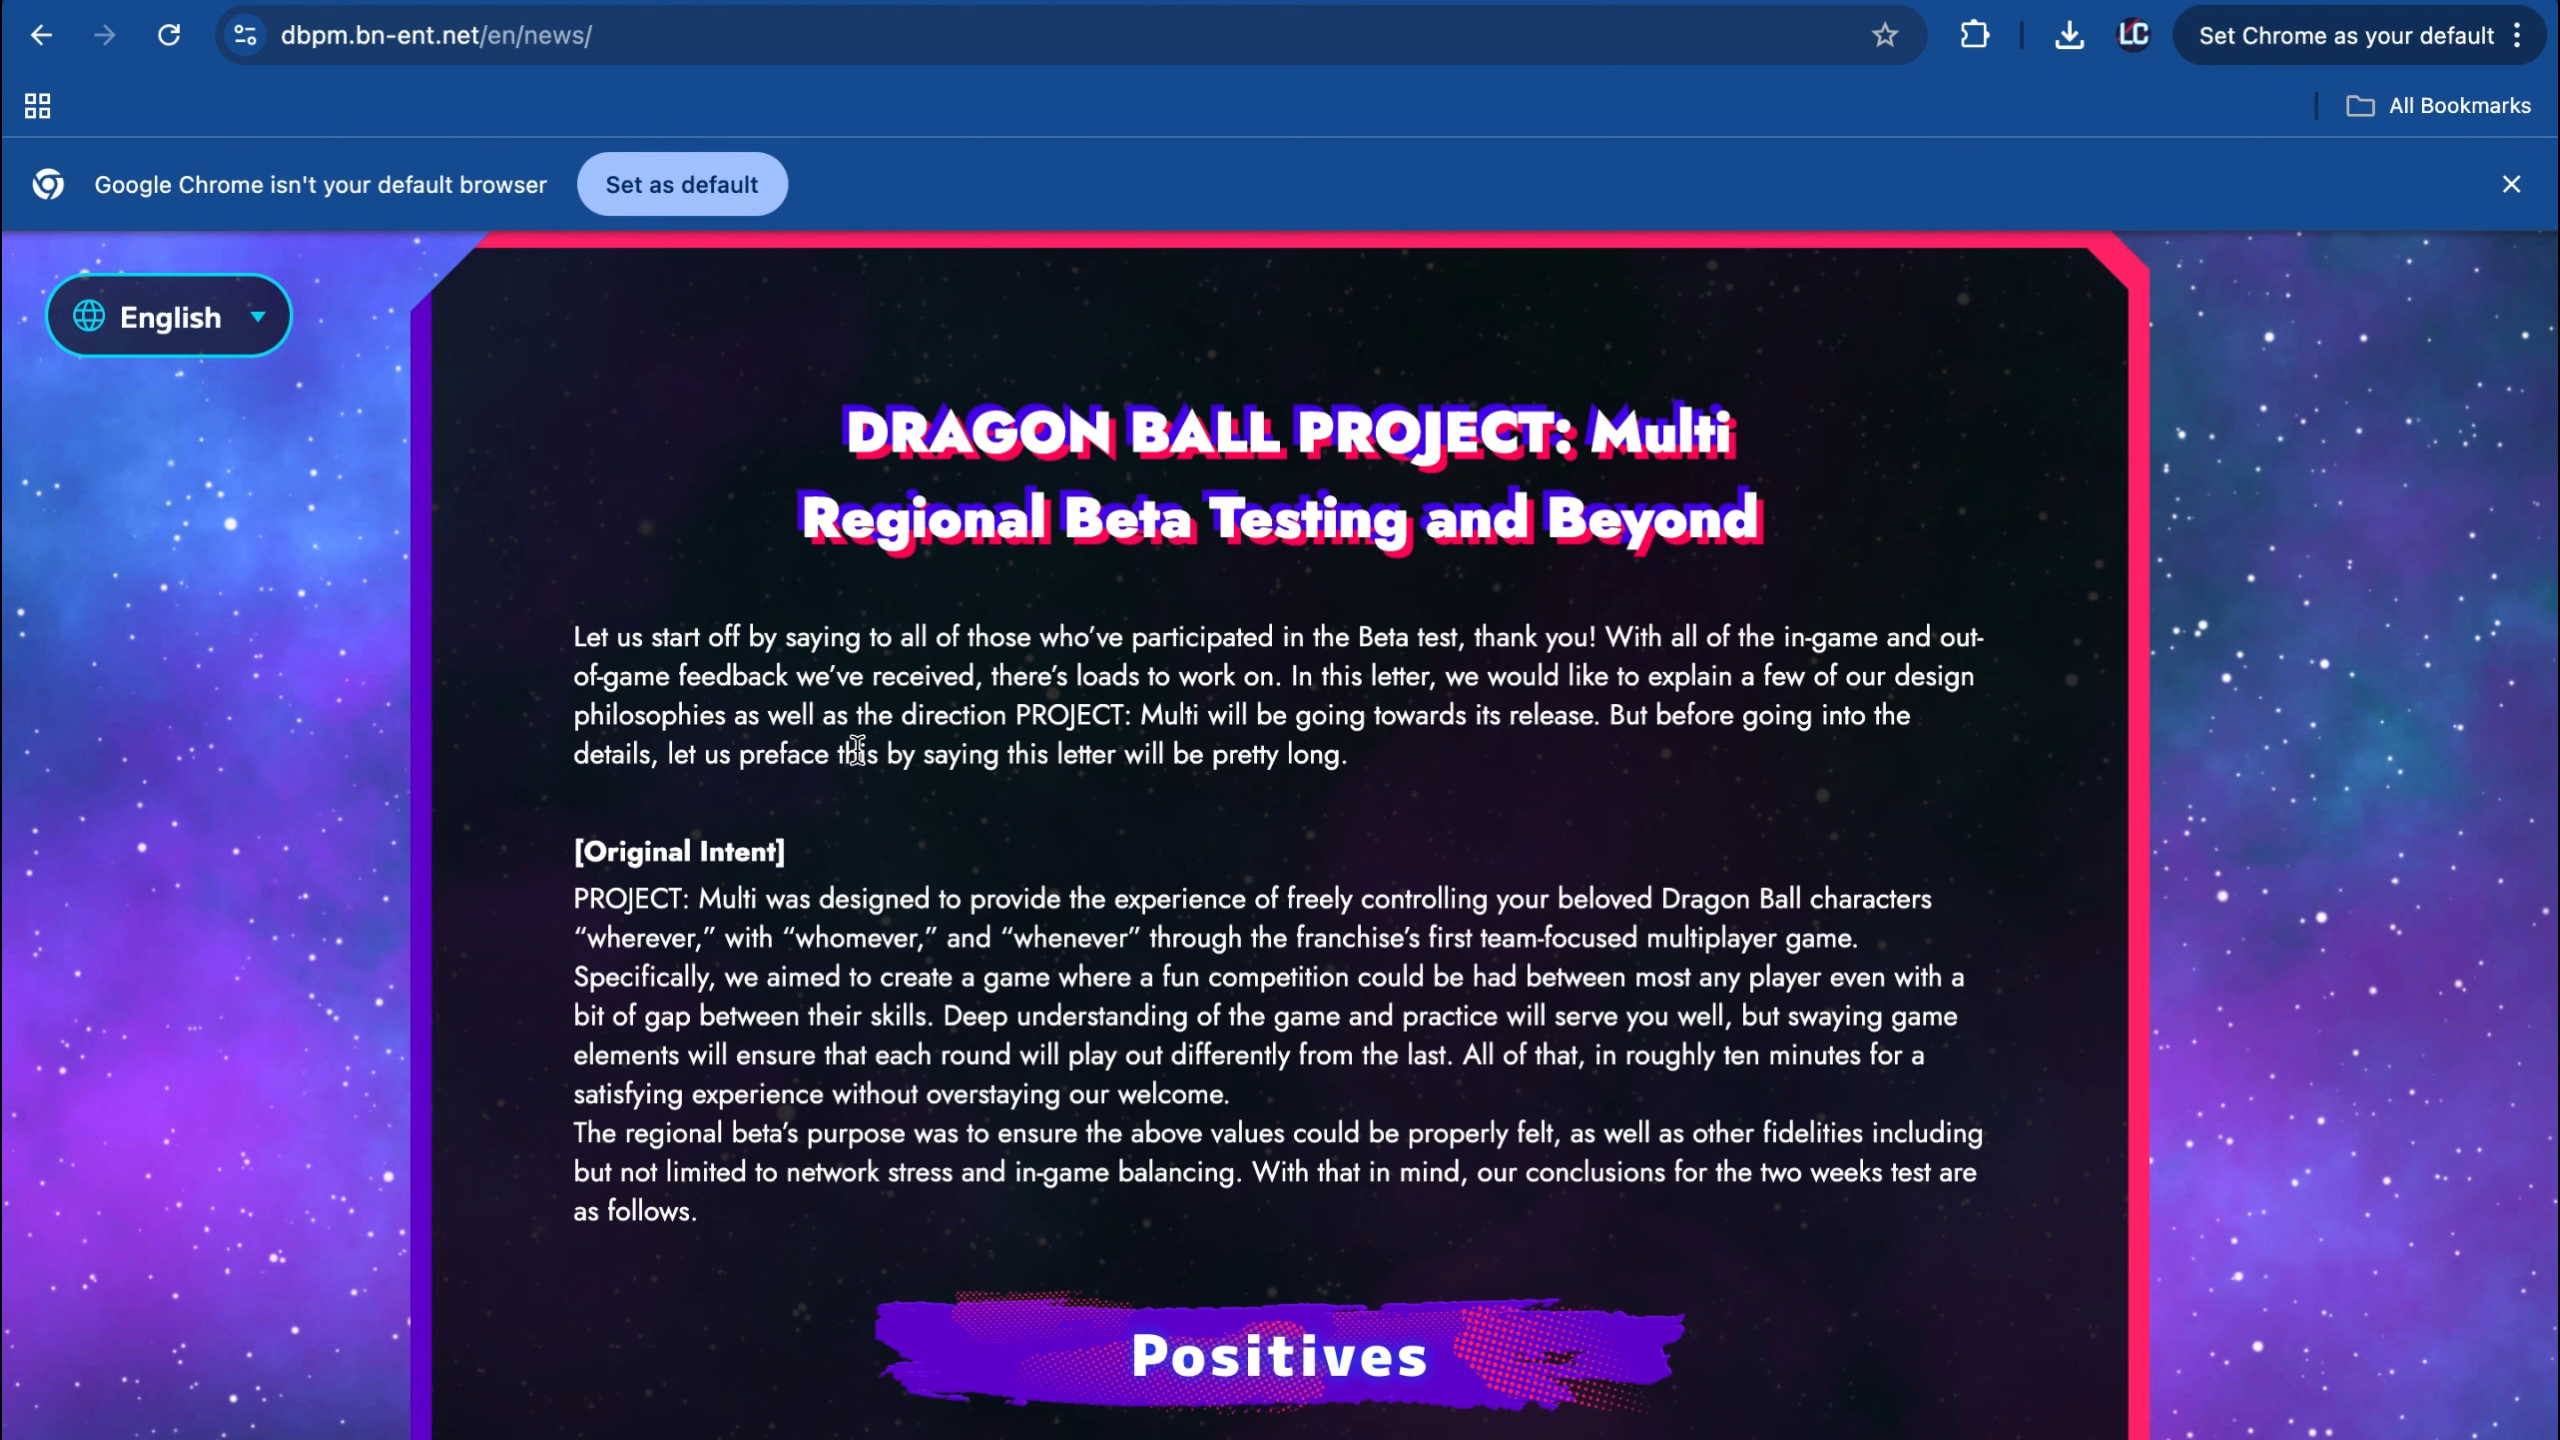 dbpm.bn-ent.net/en/news/
LC
Set Chrome as your default
All Bookmarks
Google Chrome isn't your default browser
Set as default
English
DRAGON BALL PROJECT: Multi
Regional Beta Testing and Beyond
Let us start off by saying to all of those who’ve participated in the Beta test, thank you! With all of the in-game and out-
of-game feedback we’ve received, there’s loads to work on. In this letter, we would like to explain a few of our design
philosophies as well as the direction PROJECT: Multi will be going towards its release. But before going into the
details, let us preface this by saying this letter will be pretty long.
[Original Intent]
PROJECT: Multi was designed to provide the experience of freely controlling your beloved Dragon Ball characters
“wherever,” with “whomever,” and “whenever” through the franchise’s first team-focused multiplayer game.
Specifically, we aimed to create a game where a fun competition could be had between most any player even with a
bit of gap between their skills. Deep understanding of the game and practice will serve you well, but swaying game
elements will ensure that each round will play out differently from the last. All of that, in roughly ten minutes for a
satisfying experience without overstaying our welcome.
The regional beta’s purpose was to ensure the above values could be properly felt, as well as other fidelities including
but not limited to network stress and in-game balancing. With that in mind, our conclusions for the two weeks test are
as follows.
Positives